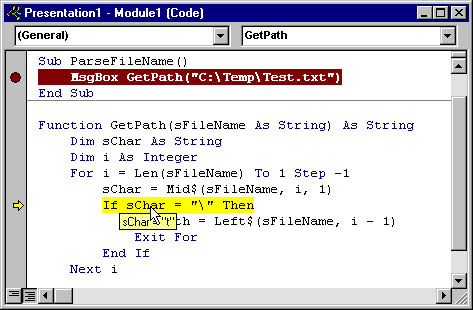 Presentation1 - Module1 (Code)
(General) GetPath
Sub ParseFileName()
MsgBox GetPath("C:\Temp\Test.txt")
End Sub
Function GetPath(sFileName As String) As String
Dim sChar As String
Dim i As Integer
For i = Len(sFileName) To 1 Step -1
sChar = Mid$(sFileName, i, 1)
If sChar = "\" Then
sChar = "t" th = Left$(sFileName, i - 1)
Exit For
End If
Next i